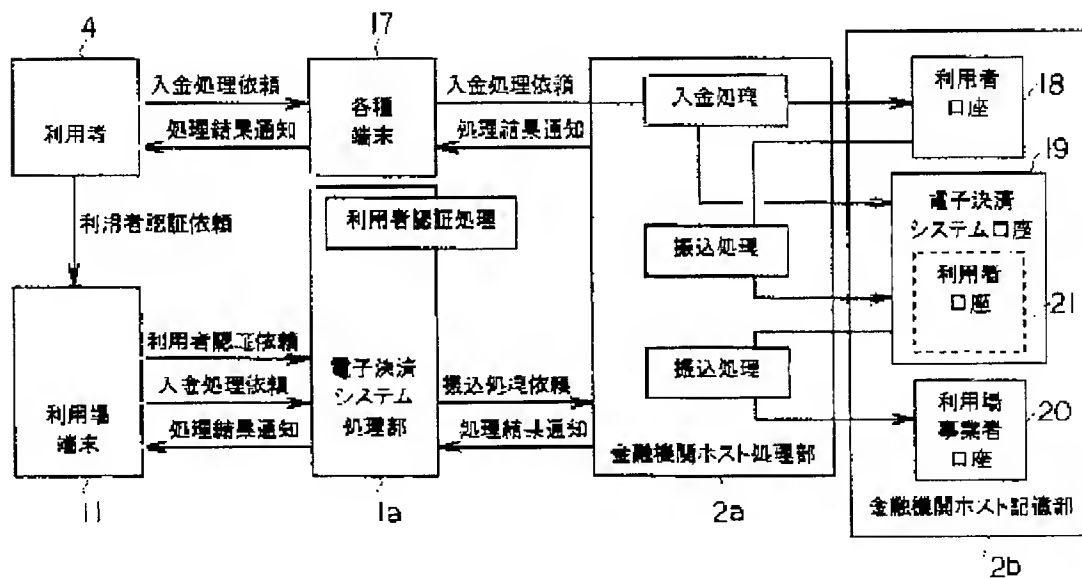 4
利用者
入金処理依頼
処理結果通知
17
各種
端末
入金処理依頼
処理結果通知
入金処理
利用者
口座
18
19
電子決済
システム口座
利用者
口座
21
利用者認証依頼
利用者認証処理
振込処理
振込処理
利用場
端末
11
利用者認証依頼
入金処理依頼
処理結果通知
電子決済
システム
処理部
1a
振込処理依頼
処理結果通知
金融機関ホスト処理部
2a
利用場
事業者
口座
20
金融機関ホスト記憶部
2b